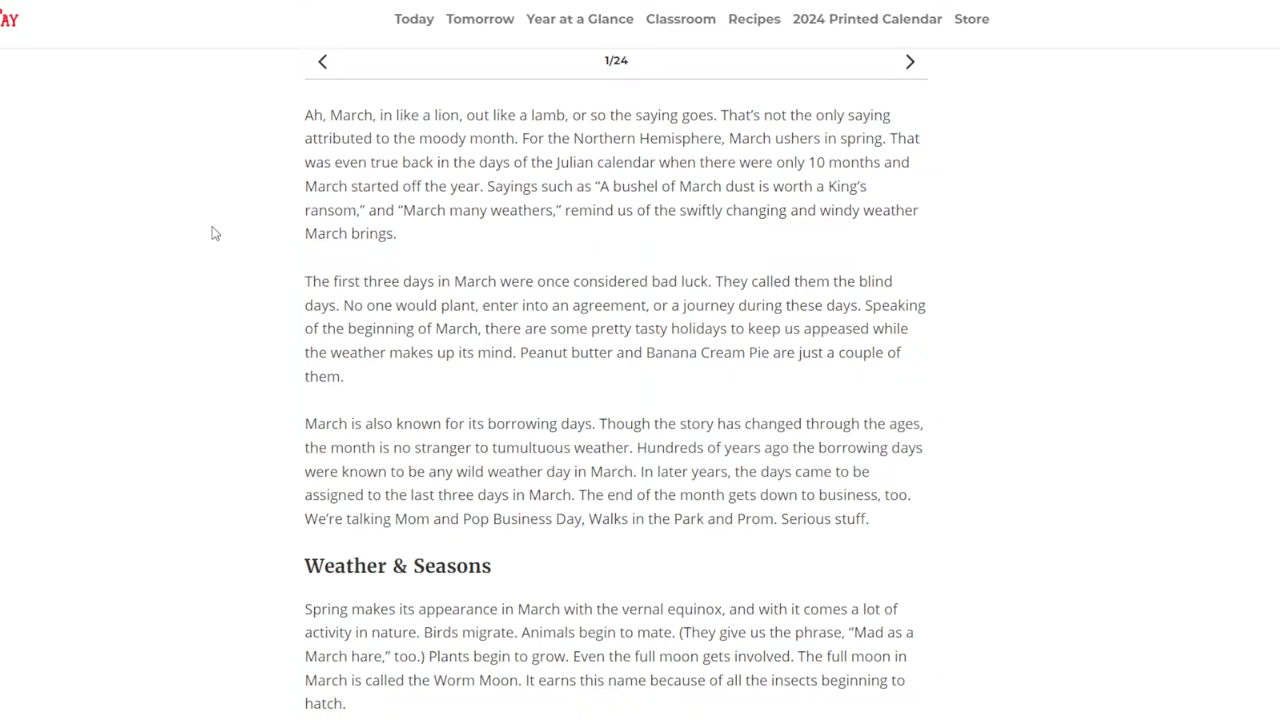 AY
Today Tomorrow Year at a Glance Classroom Recipes 2024 Printed Calendar Store
1/24
Ah, March, in like a lion, out like a lamb, or so the saying goes. That’s not the only saying
attributed to the moody month. For the Northern Hemisphere, March ushers in spring. That
was even true back in the days of the Julian calendar when there were only 10 months and
March started off the year. Sayings such as “A bushel of March dust is worth a King’s
ransom,” and “March many weathers,” remind us of the swiftly changing and windy weather
March brings.
The first three days in March were once considered bad luck. They called them the blind
days. No one would plant, enter into an agreement, or a journey during these days. Speaking
of the beginning of March, there are some pretty tasty holidays to keep us appeased while
the weather makes up its mind. Peanut butter and Banana Cream Pie are just a couple of
them.
March is also known for its borrowing days. Though the story has changed through the ages,
the month is no stranger to tumultuous weather. Hundreds of years ago the borrowing days
were known to be any wild weather day in March. In later years, the days came to be
assigned to the last three days in March. The end of the month gets down to business, too.
We’re talking Mom and Pop Business Day, Walks in the Park and Prom. Serious stuff.
Weather & Seasons
Spring makes its appearance in March with the vernal equinox, and with it comes a lot of
activity in nature. Birds migrate. Animals begin to mate. (They give us the phrase, “Mad as a
March hare,” too.) Plants begin to grow. Even the full moon gets involved. The full moon in
March is called the Worm Moon. It earns this name because of all the insects beginning to
hatch.